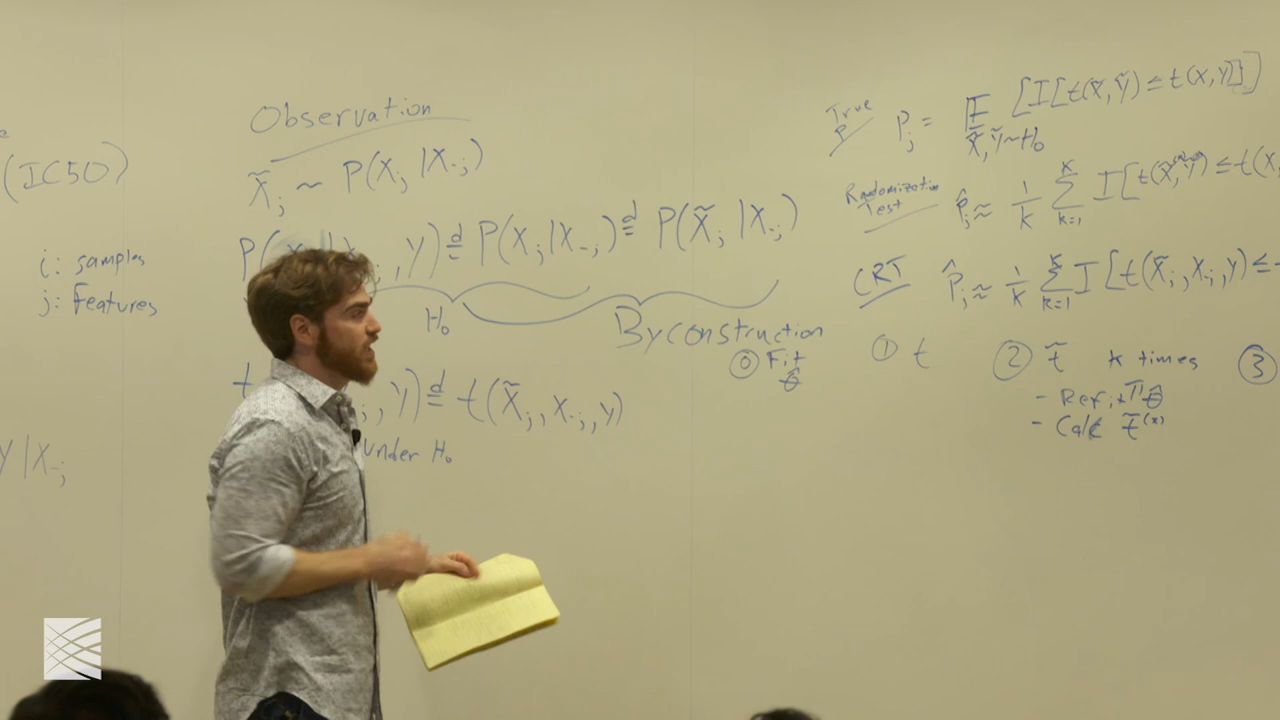 (IC50)
i: samples
j: Features
Y|X₋ⱼ
Observation
X̃ⱼ ~ P(Xⱼ|X₋ⱼ)
,Y) =ᵈ P(Xⱼ|X₋ⱼ) =ᵈ P(X̃ⱼ|X₋ⱼ)
H₀
By construction
⓪ Fit
θ̂
t
,Y) =ᵈ t(X̃ⱼ,X₋ⱼ,Y)
under H₀
True
P
Pⱼ = 𝔼 [I[t(X̃,Ỹ) ≤ t(X,Y)]]
X̃,Ỹ~H₀
Randomization
Test
P̂ⱼ ≈ 1/K Σ I[t(X̃,Ỹ) ≤ t(X,
K
k=1
CRT
P̂ⱼ ≈ 1/K Σ I[t(X̃ⱼ,X₋ⱼ,Y) ≤
K
k=1
① t
② t̃ K times
- Refit θ̂
- Calc t̃
③